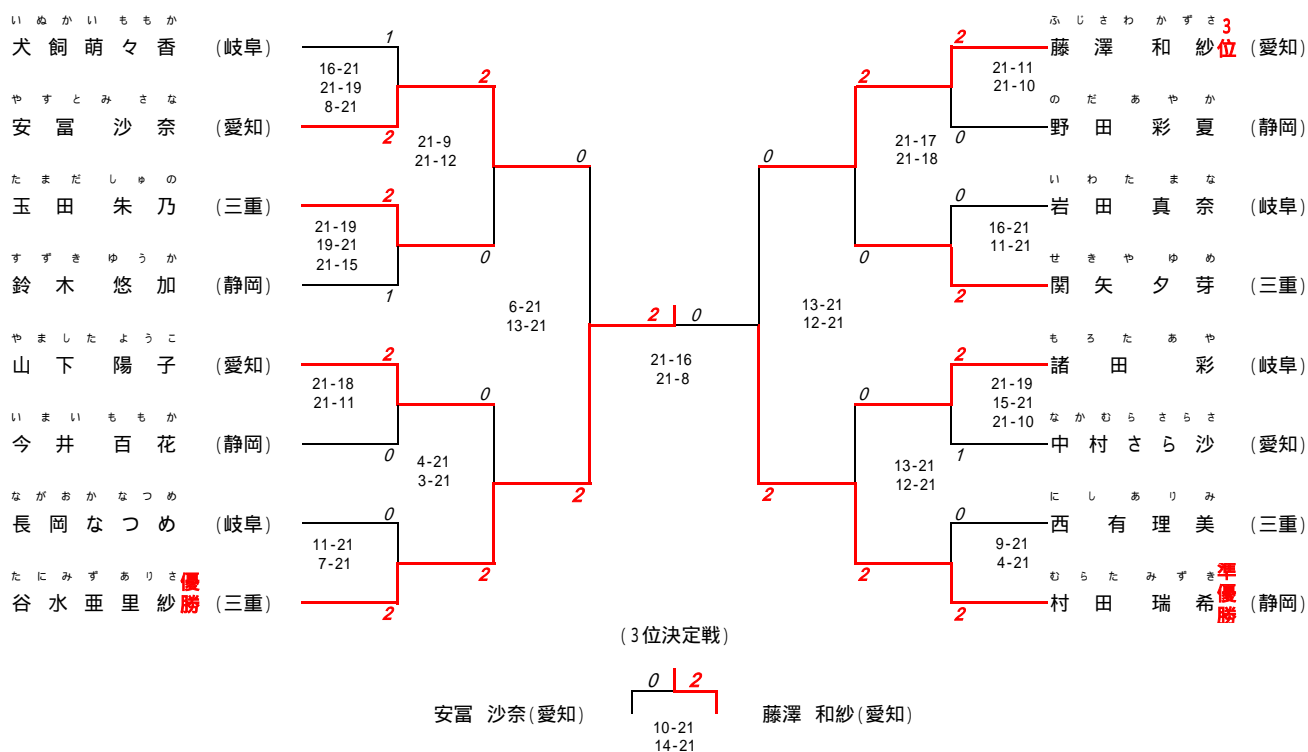 いぬかい ももか
犬飼萌々香 (岐阜)
1
16-21
21-19
8-21
やすとみ さな
安冨 沙奈 (愛知)
2
2
21-9
21-12
たまだ しゅの
玉田 朱乃 (三重)
2
21-19
19-21
21-15
0
すずき ゆうか
鈴木 悠加 (静岡)
1
0
6-21
13-21
やました ようこ
山下 陽子 (愛知)
2
21-18
21-11
0
いまい ももか
今井 百花 (静岡)
0
4-21
3-21
ながおか なつめ
長岡なつめ (岐阜)
0
11-21
7-21
2
たにみず ありさ
谷水亜里紗 優勝 (三重)
2
2
2 0
21-16
21-8
ふじさわ かずさ
藤澤 和紗 3位 (愛知)
2
21-11
21-10
のだ あやか
野田 彩夏 (静岡)
0
2
21-17
21-18
いわた まな
岩田 真奈 (岐阜)
0
16-21
11-21
0
せきや ゆめ
関矢 夕芽 (三重)
2
0
13-21
12-21
もろた あや
諸田 彩 (岐阜)
2
21-19
15-21
21-10
0
なかむら さらさ
中村さら沙 (愛知)
1
13-21
12-21
にし ありみ
西 有理美 (三重)
0
9-21
4-21
2
むらた みずき
村田 瑞希 準優勝 (静岡)
2
2
(3位決定戦)
0 2
安冨 沙奈(愛知) 藤澤 和紗(愛知)
10-21
14-21